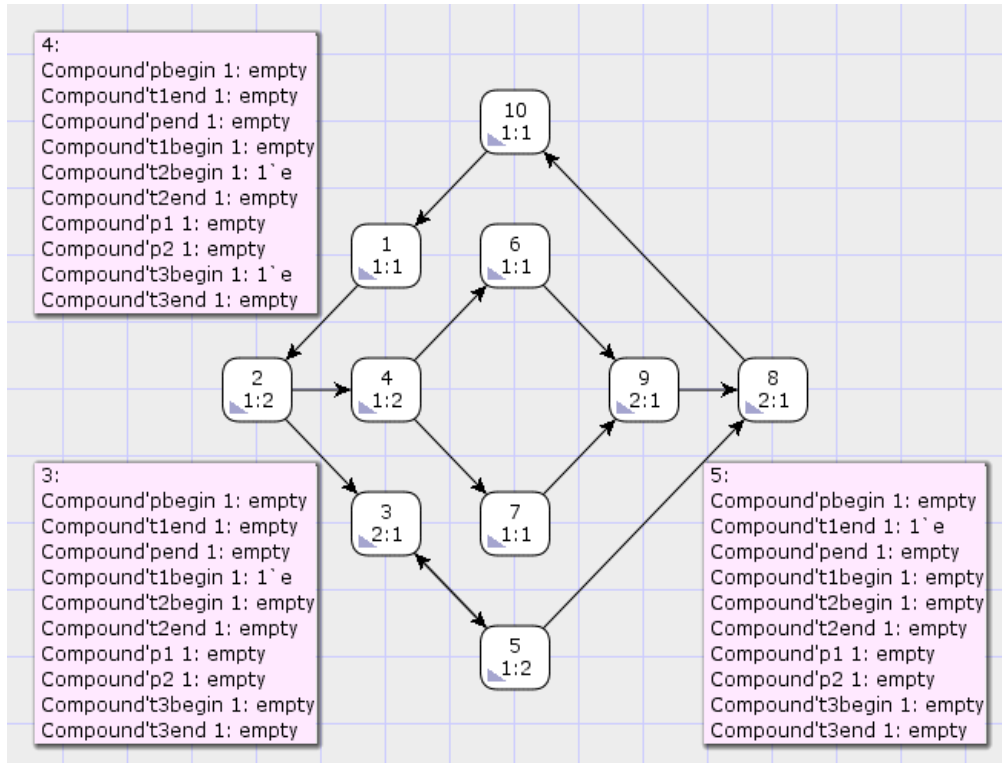 4:
Compound'pbegin 1: empty
Compound't1end 1: empty
Compound'pend 1: empty
Compound't1begin 1: empty
Compound't2begin 1: 1`e
Compound't2end 1: empty
Compound'p1 1: empty
Compound'p2 1: empty
Compound't3begin 1: 1`e
Compound't3end 1: empty
10
1:1
1
1:1
6
1:1
2
1:2
4
1:2
9
2:1
8
2:1
3
2:1
7
1:1
5
1:2
3:
Compound'pbegin 1: empty
Compound't1end 1: empty
Compound'pend 1: empty
Compound't1begin 1: 1`e
Compound't2begin 1: empty
Compound't2end 1: empty
Compound'p1 1: empty
Compound'p2 1: empty
Compound't3begin 1: empty
Compound't3end 1: empty
5:
Compound'pbegin 1: empty
Compound't1end 1: 1`e
Compound'pend 1: empty
Compound't1begin 1: empty
Compound't2begin 1: empty
Compound't2end 1: empty
Compound'p1 1: empty
Compound'p2 1: empty
Compound't3begin 1: empty
Compound't3end 1: empty